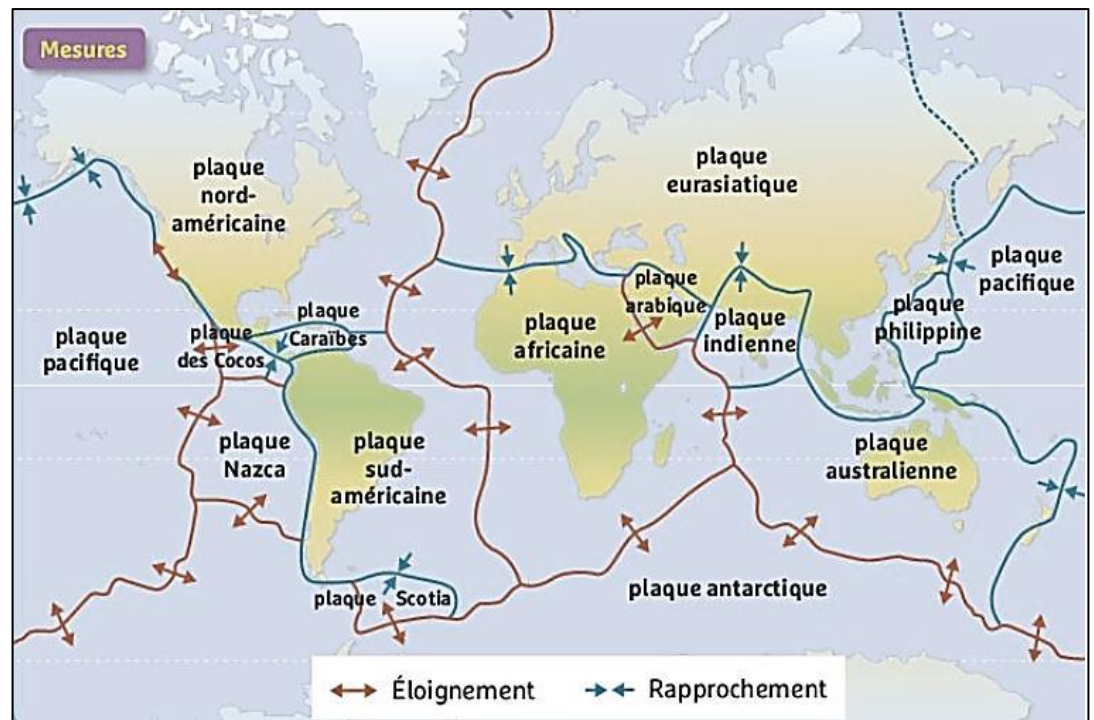 Mesures
plaque
nord-
américaine
plaque
eurasiatique
plaque
pacifique
plaque
des Cocos
plaque
Caraïbes
plaque
africaine
plaque
arabique
plaque
indienne
plaque
philippine
plaque
pacifique
plaque
Nazca
plaque
sud-
américaine
plaque
australienne
plaque Scotia
plaque antarctique
Éloignement
Rapprochement